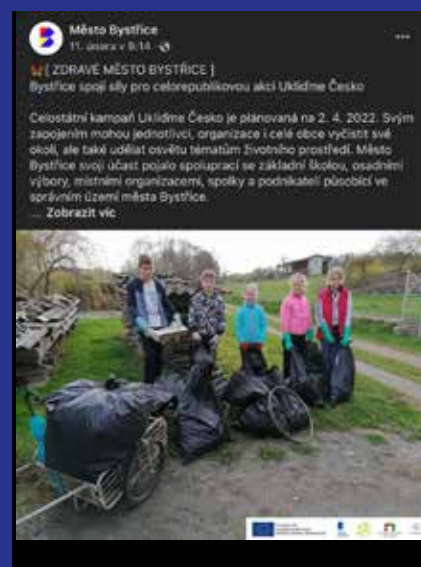 Město Bystřice
11. února v 9:14
[ ZDRAVÉ MĚSTO BYSTŘICE ]
Bystřice spojí síly pro celorepublikovou akci Ukliďme Česko
Celostátní kampaň Ukliďme Česko je plánovaná na 2. 4. 2022. Svým
zapojením mohou jednotlivci, organizace i celé obce vyčistit své
okolí, ale také udělat osvětu tématům životního prostředí. Město
Bystřice svoji účast pojalo spoluprací se základní školou, osadními
výbory, místními organizacemi, spolky a podnikateli působící ve
správním území města Bystřice.
... Zobrazit víc